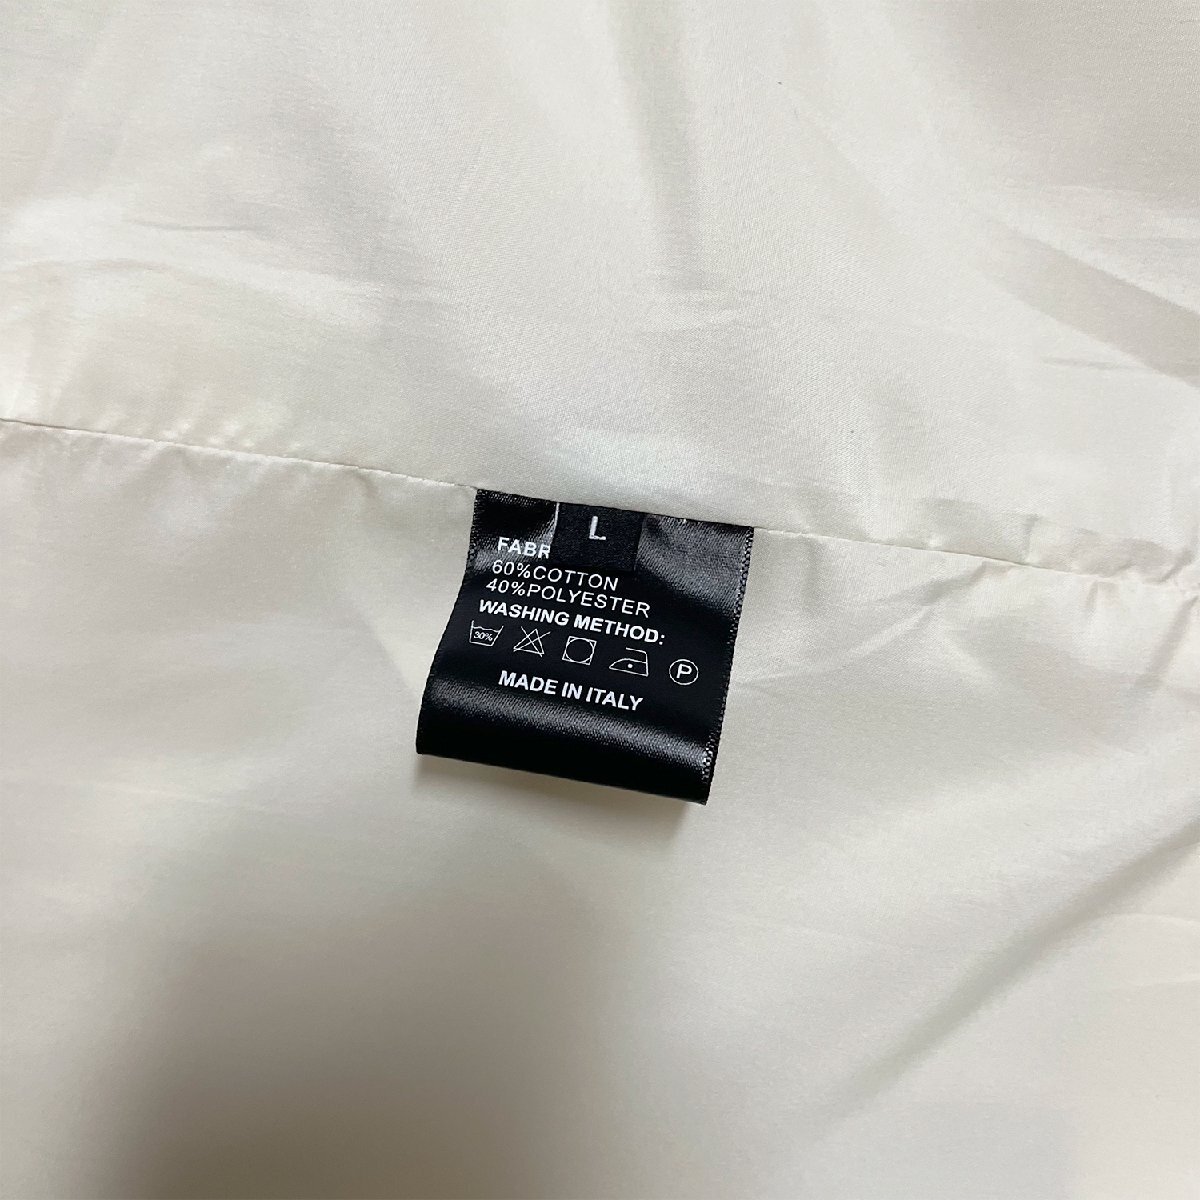 L
FABR
60%COTTON
40%POLYESTER
WASHING METHOD:
30% P
MADE IN ITALY